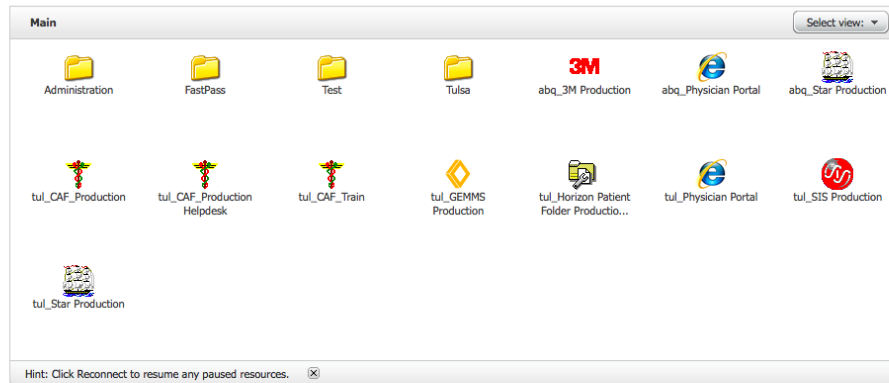 Main
Select view:
Administration
FastPass
Test
Tulsa
3M
abq_3M Production
abq_Physician Portal
abq_Star Production
tul_CAF_Production
tul_CAF_Production
Helpdesk
tul_CAF_Train
tul_GEMMS
Production
tul_Horizon Patient
Folder Productio...
tul_Physician Portal
SIS
tul_SIS Production
tul_Star Production
Hint: Click Reconnect to resume any paused resources.